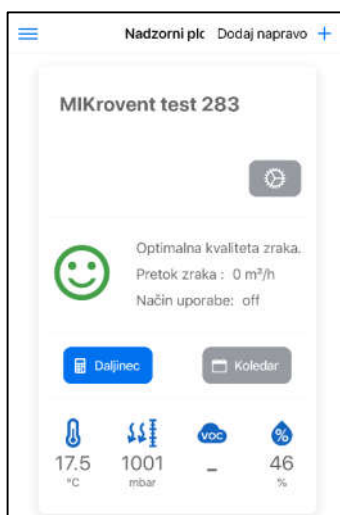 Nadzorni plo Dodaj napravo +
MIKrovent test 283
Optimalna kvaliteta zraka.
Pretok zraka : 0 m³/h
Način uporabe: off
Daljinec Koledar
VOC %
17.5 1001 – 46
°C mbar %